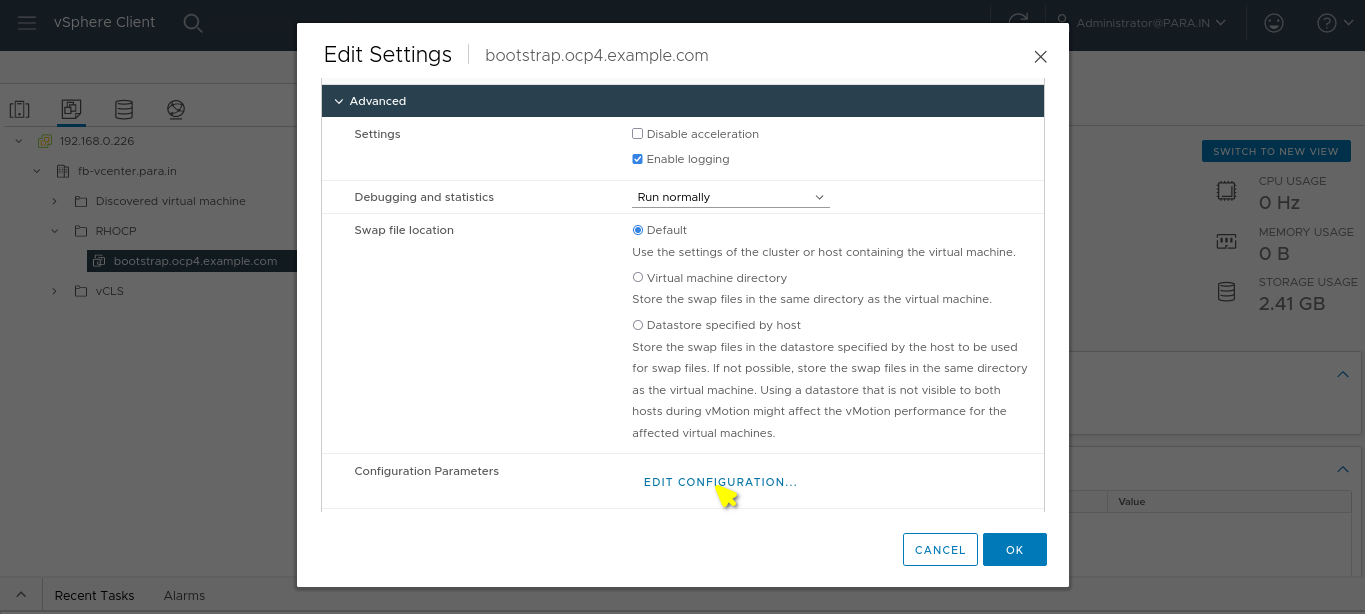 vSphere Client
Administrator@PARA.IN
Edit Settings
bootstrap.ocp4.example.com
Advanced
Settings
Disable acceleration
Enable logging
Debugging and statistics
Run normally
Swap file location
Default
Use the settings of the cluster or host containing the virtual machine.
Virtual machine directory
Store the swap files in the same directory as the virtual machine.
Datastore specified by host
Store the swap files in the datastore specified by the host to be used
for swap files. If not possible, store the swap files in the same directory
as the virtual machine. Using a datastore that is not visible to both
hosts during vMotion might affect the vMotion performance for the
affected virtual machines.
Configuration Parameters
EDIT CONFIGURATION...
CANCEL
OK
192.168.0.226
fb-vcenter.para.in
Discovered virtual machine
RHOCP
bootstrap.ocp4.example.com
vCLS
SWITCH TO NEW VIEW
CPU USAGE
0 Hz
MEMORY USAGE
0 B
STORAGE USAGE
2.41 GB
Value
Recent Tasks
Alarms